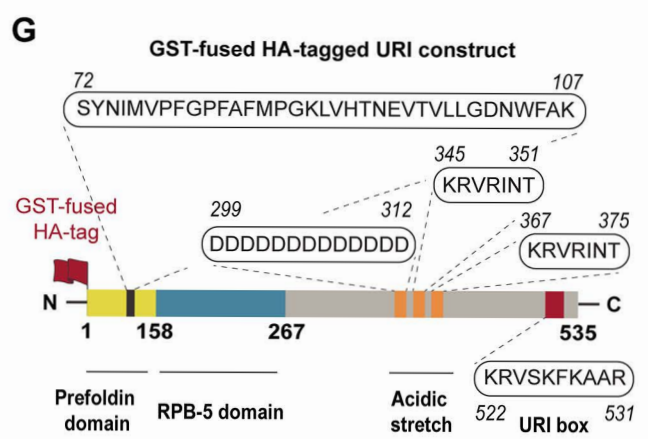 G
GST-fused HA-tagged URI construct
72 107
SYNIMVPFGPFAFMPGKLVHTNEVTVLLGDNWFAK
345 351
KRVRINT
GST-fused
HA-tag
299 312
DDDDDDDDDDDDDD
367 375
KRVRINT
N C
1 158 267 535
Prefoldin
domain
RPB-5 domain
Acidic
stretch
KRVSKFKAAR
522 531
URI box